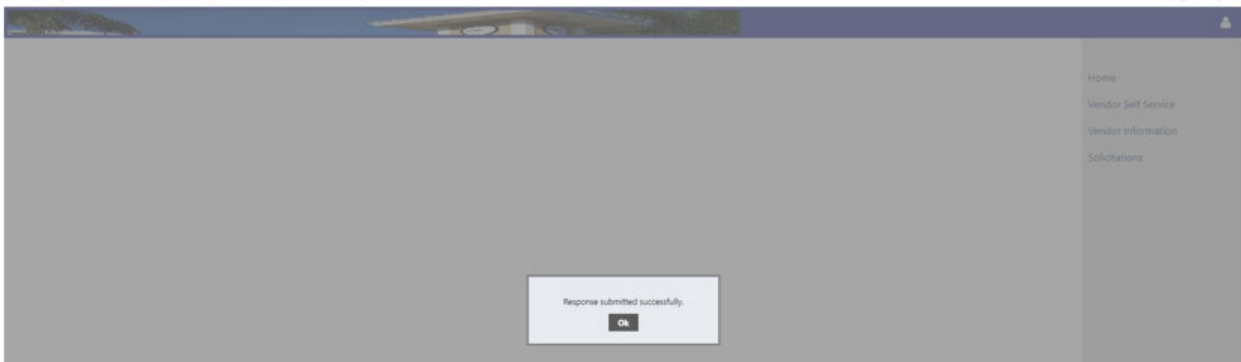 Home
Vendor Self Service
Vendor Information
Solicitations
Response submitted successfully.
Ok